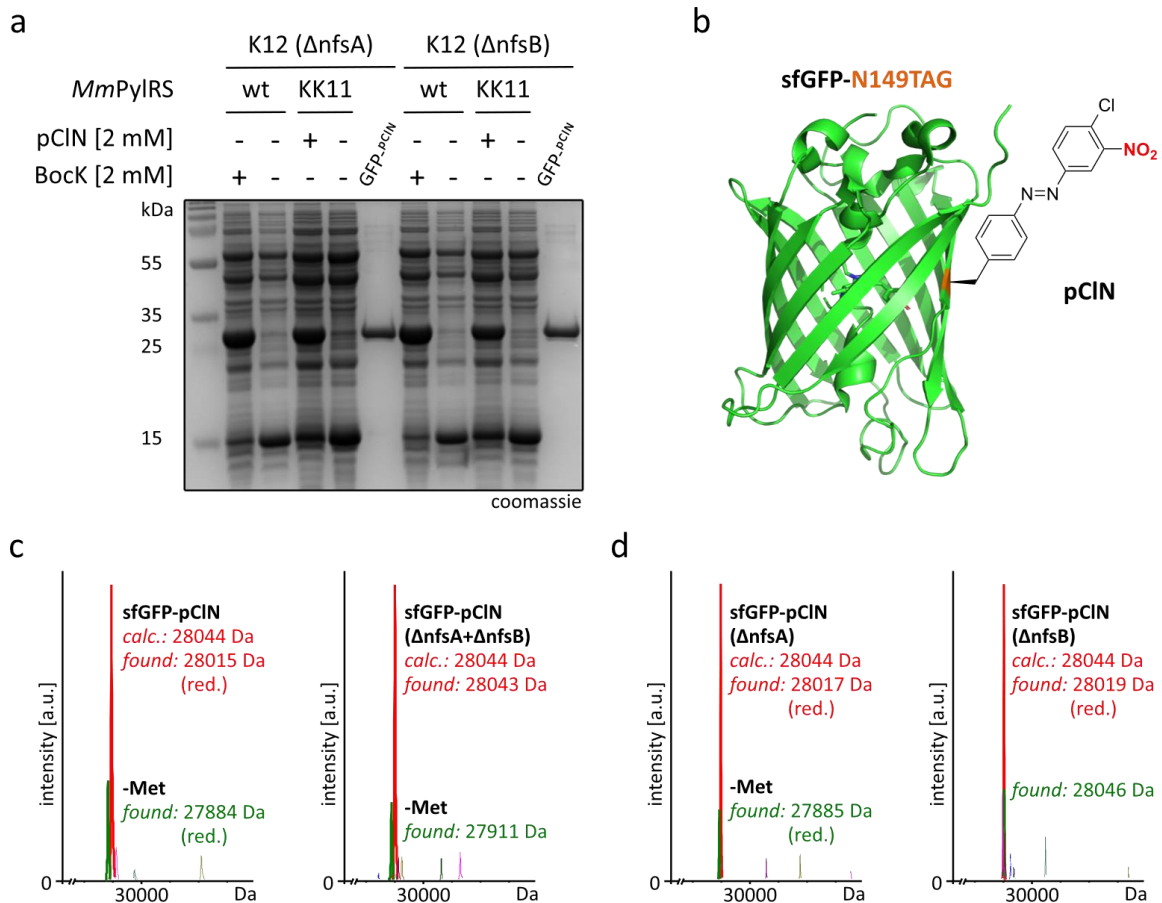 a
K12 (ΔnfsA) K12 (ΔnfsB)
MmPylRS wt KK11 wt KK11
pClN [2 mM] - - + - - - + -
BocK [2 mM] + - - - + - - -
GFP-pClN GFP-pClN
kDa
55
35
25
15
coomassie
b
sfGFP-N149TAG
Cl
NO2
N=N
pClN
c
intensity [a.u.]
sfGFP-pClN
calc.: 28044 Da
found: 28015 Da
(red.)
-Met
found: 27884 Da
(red.)
0
30000 Da
intensity [a.u.]
sfGFP-pClN
(ΔnfsA+ΔnfsB)
calc.: 28044 Da
found: 28043 Da
-Met
found: 27911 Da
0
30000 Da
d
intensity [a.u.]
sfGFP-pClN
(ΔnfsA)
calc.: 28044 Da
found: 28017 Da
(red.)
-Met
found: 27885 Da
(red.)
0
30000 Da
intensity [a.u.]
sfGFP-pClN
(ΔnfsB)
calc.: 28044 Da
found: 28019 Da
(red.)
found: 28046 Da
0
30000 Da